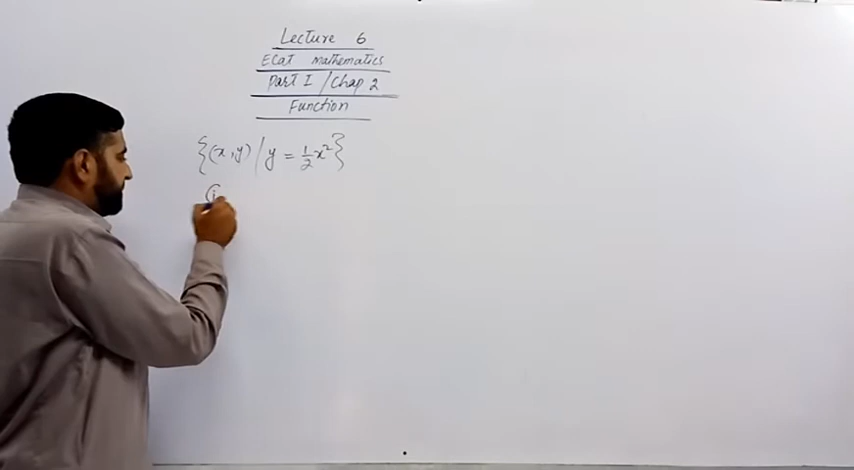 Lecture 6
ECat mathematics
Part I / Chap 2
Function
{(x,y) / y = 1/2 x²}
(i